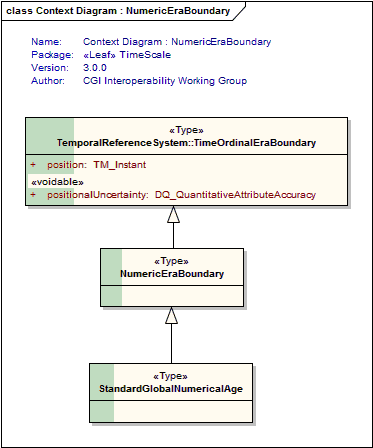 class Context Diagram : NumericEraBoundary
Name: Context Diagram : NumericEraBoundary
Package: «Leaf» TimeScale
Version: 3.0.0
Author: CGI Interoperability Working Group
«Type»
TemporalReferenceSystem::TimeOrdinalEraBoundary
+ position: TM_Instant
«voidable»
+ positionalUncertainty: DQ_QuantitativeAttributeAccuracy
«Type»
NumericEraBoundary
«Type»
StandardGlobalNumericalAge